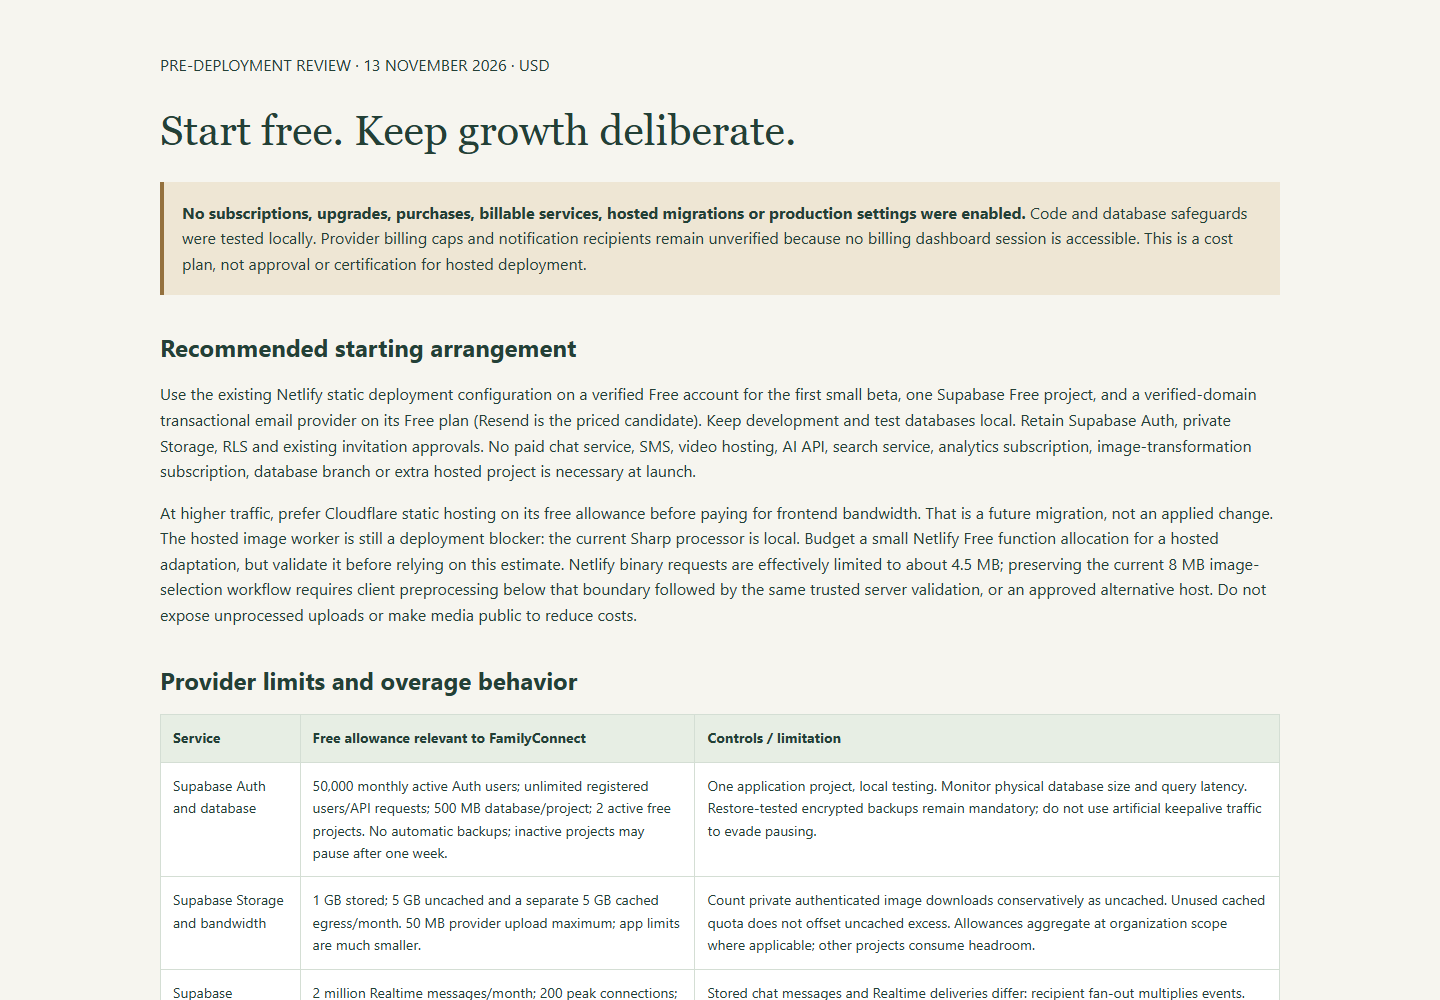 PRE-DEPLOYMENT REVIEW · 13 NOVEMBER 2026 · USD
Start free. Keep growth deliberate.
No subscriptions, upgrades, purchases, billable services, hosted migrations or production settings were enabled. Code and database safeguards
were tested locally. Provider billing caps and notification recipients remain unverified because no billing dashboard session is accessible. This is a cost
plan, not approval or certification for hosted deployment.
Recommended starting arrangement
Use the existing Netlify static deployment configuration on a verified Free account for the first small beta, one Supabase Free project, and a verified-domain
transactional email provider on its Free plan (Resend is the priced candidate). Keep development and test databases local. Retain Supabase Auth, private
Storage, RLS and existing invitation approvals. No paid chat service, SMS, video hosting, AI API, search service, analytics subscription, image-transformation
subscription, database branch or extra hosted project is necessary at launch.
At higher traffic, prefer Cloudflare static hosting on its free allowance before paying for frontend bandwidth. That is a future migration, not an applied change.
The hosted image worker is still a deployment blocker: the current Sharp processor is local. Budget a small Netlify Free function allocation for a hosted
adaptation, but validate it before relying on this estimate. Netlify binary requests are effectively limited to about 4.5 MB; preserving the current 8 MB image-
selection workflow requires client preprocessing below that boundary followed by the same trusted server validation, or an approved alternative host. Do not
expose unprocessed uploads or make media public to reduce costs.
Provider limits and overage behavior
Service
Free allowance relevant to FamilyConnect
Controls / limitation
Supabase Auth
and database
50,000 monthly active Auth users; unlimited registered
users/API requests; 500 MB database/project; 2 active free
projects. No automatic backups; inactive projects may
pause after one week.
One application project, local testing. Monitor physical database size and query latency.
Restore-tested encrypted backups remain mandatory; do not use artificial keepalive traffic
to evade pausing.
Supabase Storage
and bandwidth
1 GB stored; 5 GB uncached and a separate 5 GB cached
egress/month. 50 MB provider upload maximum; app limits
are much smaller.
Count private authenticated image downloads conservatively as uncached. Unused cached
quota does not offset uncached excess. Allowances aggregate at organization scope
where applicable; other projects consume headroom.
Supabase
2 million Realtime messages/month; 200 peak connections;
Stored chat messages and Realtime deliveries differ: recipient fan-out multiplies events.